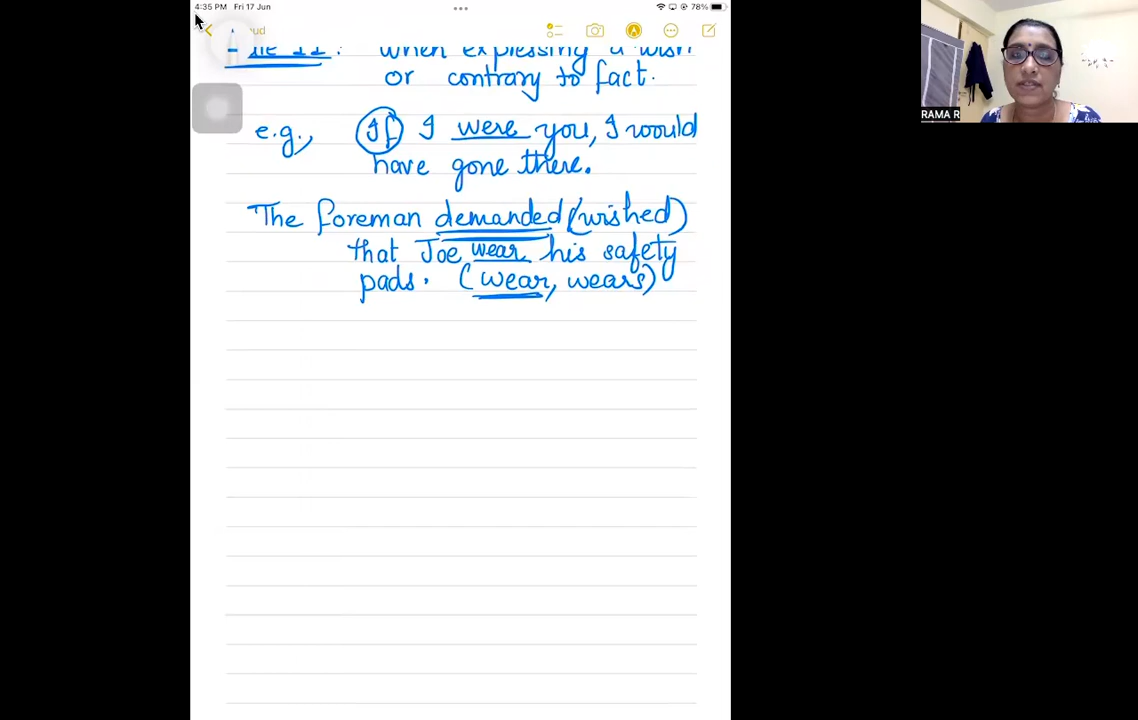 4:35 PM Fri 17 Jun
78%
when expressing a wish
or contrary to fact.
e.g., If I were you, I would
have gone there.
The foreman demanded (wished)
that Joe wear his safety
pads. (wear, wears)
RAMA R